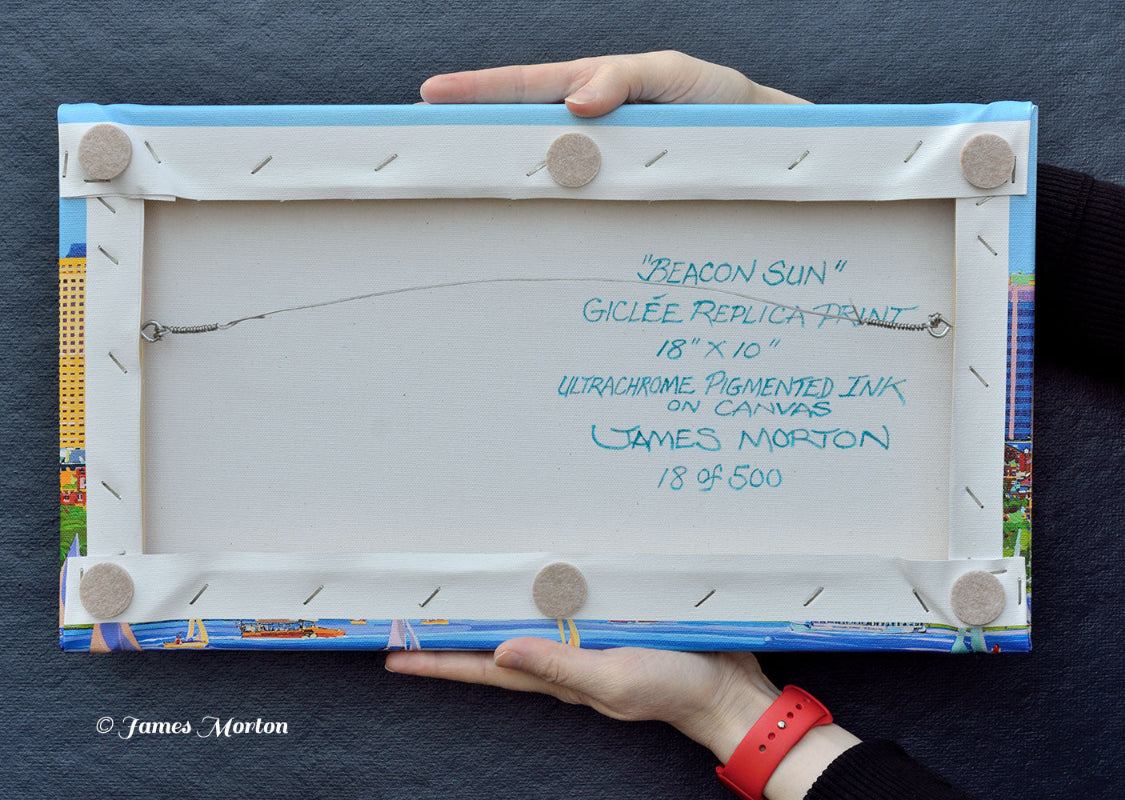 "BEACON SUN"
GICLÉE REPLICA PRINT
18" X 10"
ULTRACHROME PIGMENTED INK
ON CANVAS
JAMES MORTON
18 of 500
© James Morton